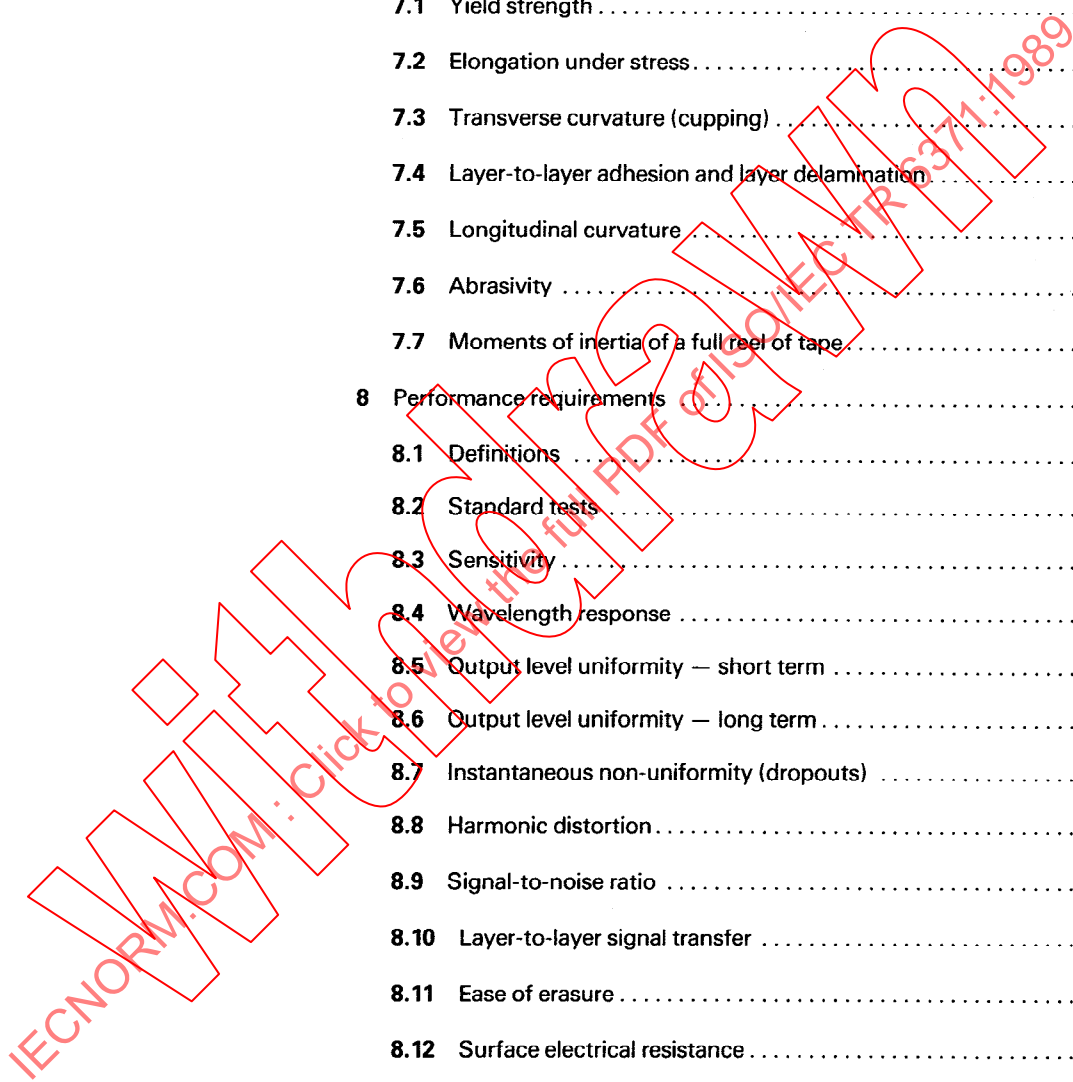 7.1 Yield strength
7.2 Elongation under stress
7.3 Transverse curvature (cupping)
7.4 Layer-to-layer adhesion and layer delamination
7.5 Longitudinal curvature
7.6 Abrasivity
7.7 Moments of inertia of a full reel of tape
8 Performance requirements
8.1 Definitions
8.2 Standard tests
8.3 Sensitivity
8.4 Wavelength response
8.5 Output level uniformity — short term
8.6 Output level uniformity — long term
8.7 Instantaneous non-uniformity (dropouts)
8.8 Harmonic distortion
8.9 Signal-to-noise ratio
8.10 Layer-to-layer signal transfer
8.11 Ease of erasure
8.12 Surface electrical resistance
withdrawn
IECNORM.COM : Click to view the full PDF of ISO/IEC TR 6371:1989